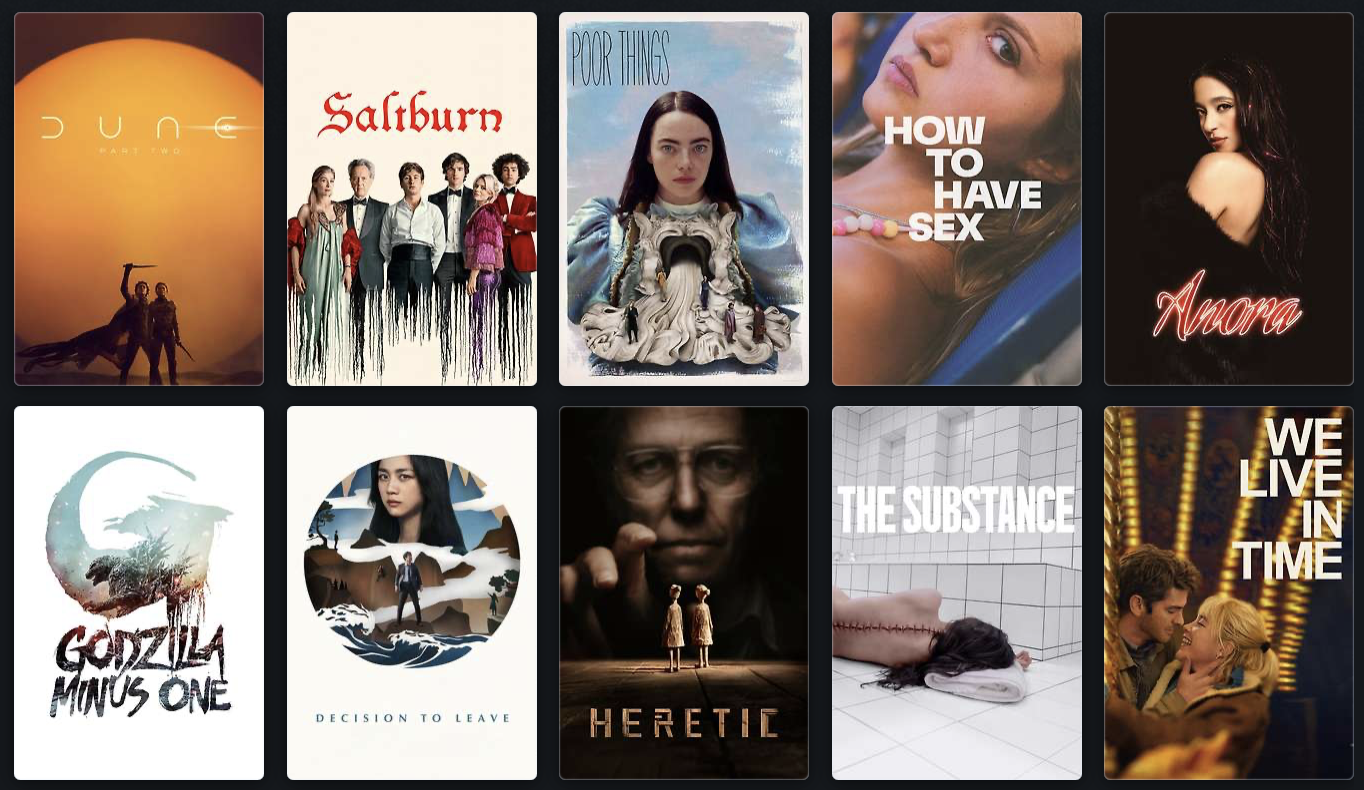 DUNE
PART TWO
Saltburn
POOR THINGS
HOW
TO
HAVE
SEX
Anora
GODZILLA
MINUS ONE
DECISION TO LEAVE
HERETIC
THE SUBSTANCE
WE
LIVE
IN
TIME